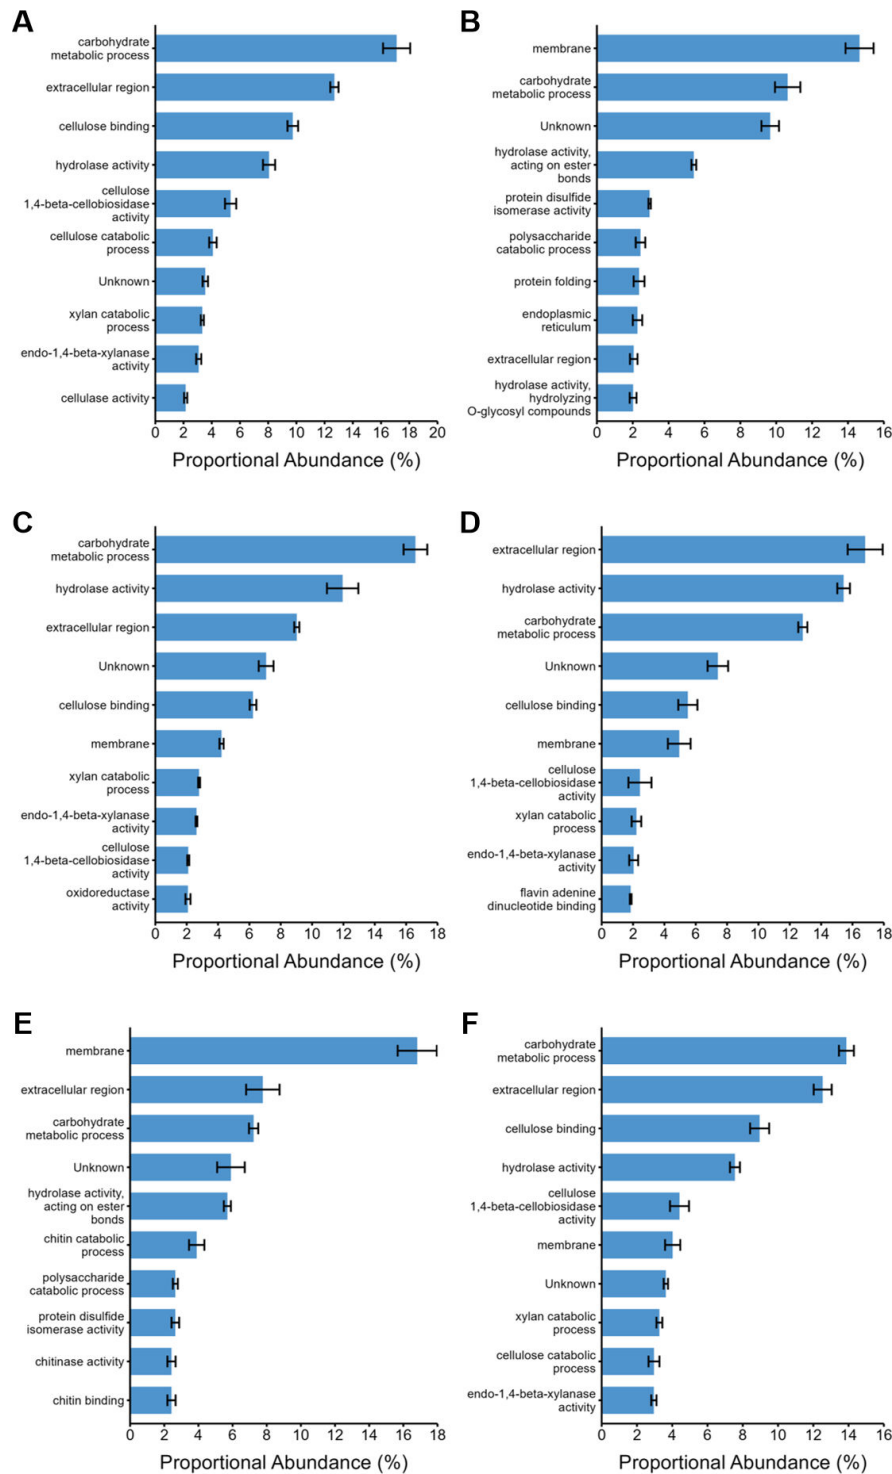 A
carbohydrate
metabolic process
extracellular region
cellulose binding
hydrolase activity
cellulose
1,4-beta-cellobiosidase
activity
cellulose catabolic
process
Unknown
xylan catabolic
process
endo-1,4-beta-xylanase
activity
cellulase activity
0 2 4 6 8 10 12 14 16 18 20
Proportional Abundance (%)
B
membrane
carbohydrate
metabolic process
Unknown
hydrolase activity,
acting on ester
bonds
protein disulfide
isomerase activity
polysaccharide
catabolic process
protein folding
endoplasmic
reticulum
extracellular region
hydrolase activity,
hydrolyzing
O-glycosyl compounds
0 2 4 6 8 10 12 14 16
Proportional Abundance (%)
C
carbohydrate
metabolic process
hydrolase activity
extracellular region
Unknown
cellulose binding
membrane
xylan catabolic
process
endo-1,4-beta-xylanase
activity
cellulose
1,4-beta-cellobiosidase
activity
oxidoreductase
activity
0 2 4 6 8 10 12 14 16 18
Proportional Abundance (%)
D
extracellular region
hydrolase activity
carbohydrate
metabolic process
Unknown
cellulose binding
membrane
cellulose
1,4-beta-cellobiosidase
activity
xylan catabolic
process
endo-1,4-beta-xylanase
activity
flavin adenine
dinucleotide binding
0 2 4 6 8 10 12 14 16 18
Proportional Abundance (%)
E
membrane
extracellular region
carbohydrate
metabolic process
Unknown
hydrolase activity,
acting on ester
bonds
chitin catabolic
process
polysaccharide
catabolic process
protein disulfide
isomerase activity
chitinase activity
chitin binding
0 2 4 6 8 10 12 14 16 18
Proportional Abundance (%)
F
carbohydrate
metabolic process
extracellular region
cellulose binding
hydrolase activity
cellulose
1,4-beta-cellobiosidase
activity
membrane
Unknown
xylan catabolic
process
cellulose catabolic
process
endo-1,4-beta-xylanase
activity
0 2 4 6 8 10 12 14 16
Proportional Abundance (%)